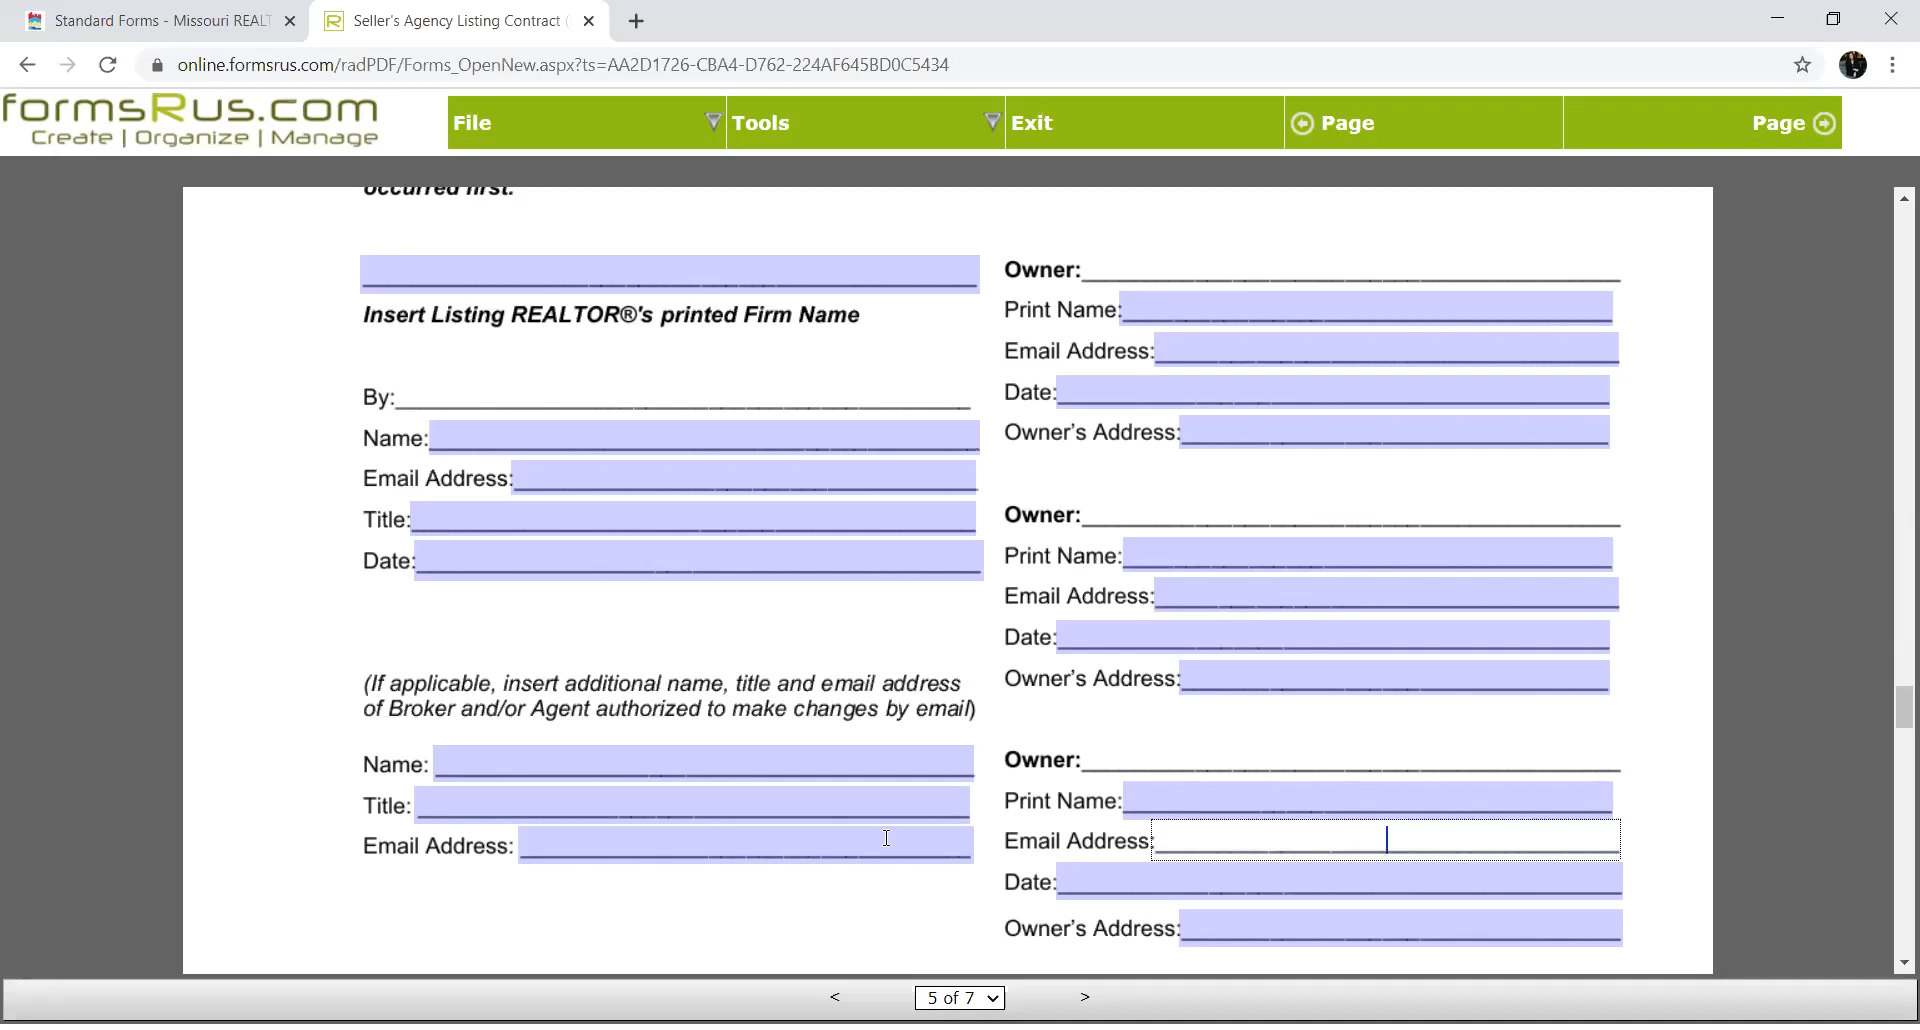 Standard Forms - Missouri REALT
Seller's Agency Listing Contract (
online.formsrus.com/radPDF/Forms_OpenNew.aspx?ts=AA2D1726-CBA4-D762-224AF645BD0C5434
formsRus.com
Create | Organize | Manage
File
Tools
Exit
Page
Page
occurred first.
Insert Listing REALTOR®'s printed Firm Name
By:
Name:
Email Address:
Title:
Date:
(If applicable, insert additional name, title and email address
of Broker and/or Agent authorized to make changes by email)
Name:
Title:
Email Address:
Owner:
Print Name:
Email Address:
Date:
Owner's Address:
Owner:
Print Name:
Email Address:
Date:
Owner's Address:
Owner:
Print Name:
Email Address:
Date:
Owner's Address:
< 5 of 7 >